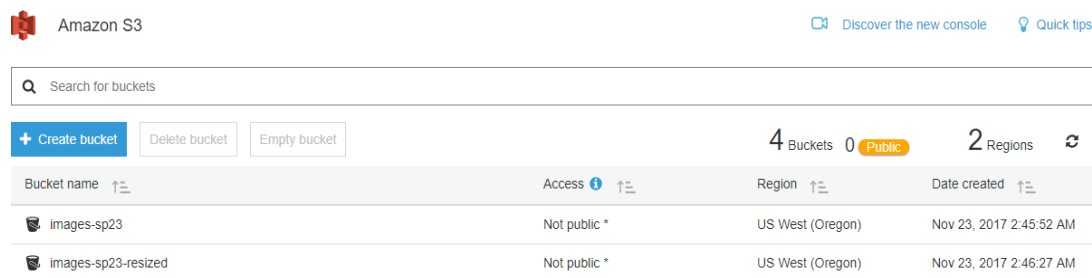 Amazon S3 Discover the new console Quick tips
Search for buckets
+ Create bucket Delete bucket Empty bucket 4 Buckets 0 Public 2 Regions
Bucket name Access Region Date created
images-sp23 Not public * US West (Oregon) Nov 23, 2017 2:45:52 AM
images-sp23-resized Not public * US West (Oregon) Nov 23, 2017 2:46:27 AM